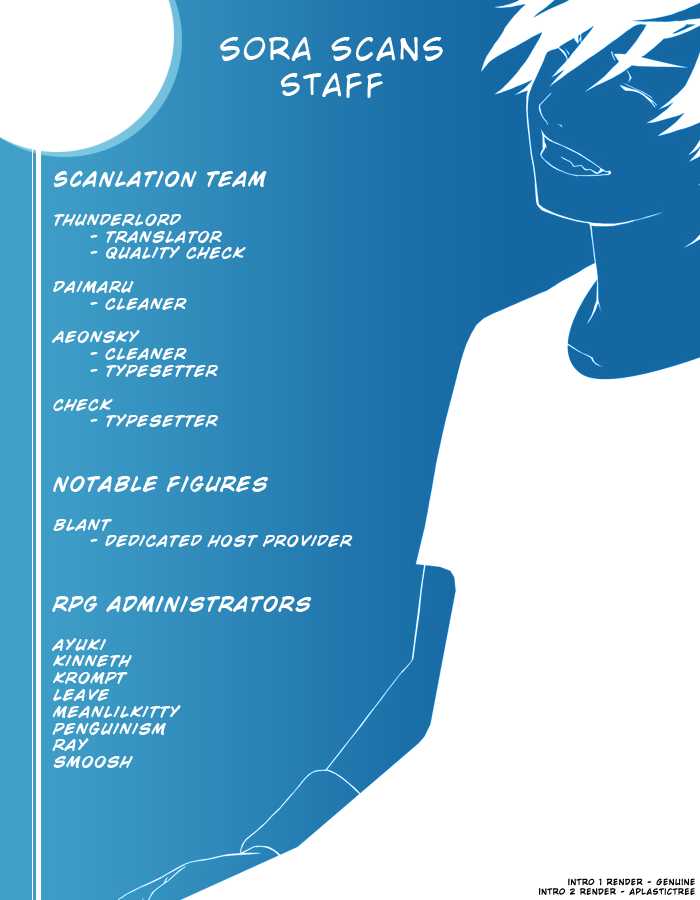 SORA SCANS
STAFF
SCANLATION TEAM
THUNDERLORD
- TRANSLATOR
- QUALITY CHECK
DAIMARU
- CLEANER
AEONSKY
- CLEANER
- TYPESETTER
CHECK
- TYPESETTER
NOTABLE FIGURES
BLANT
- DEDICATED HOST PROVIDER
RPG ADMINISTRATORS
AYUKI
KINNETH
KROMPT
LEAVE
MEANLILKITTY
PENGUINISM
RAY
SMOOSH
INTRO 1 RENDER - GENUINE
INTRO 2 RENDER - APLASTICTREE